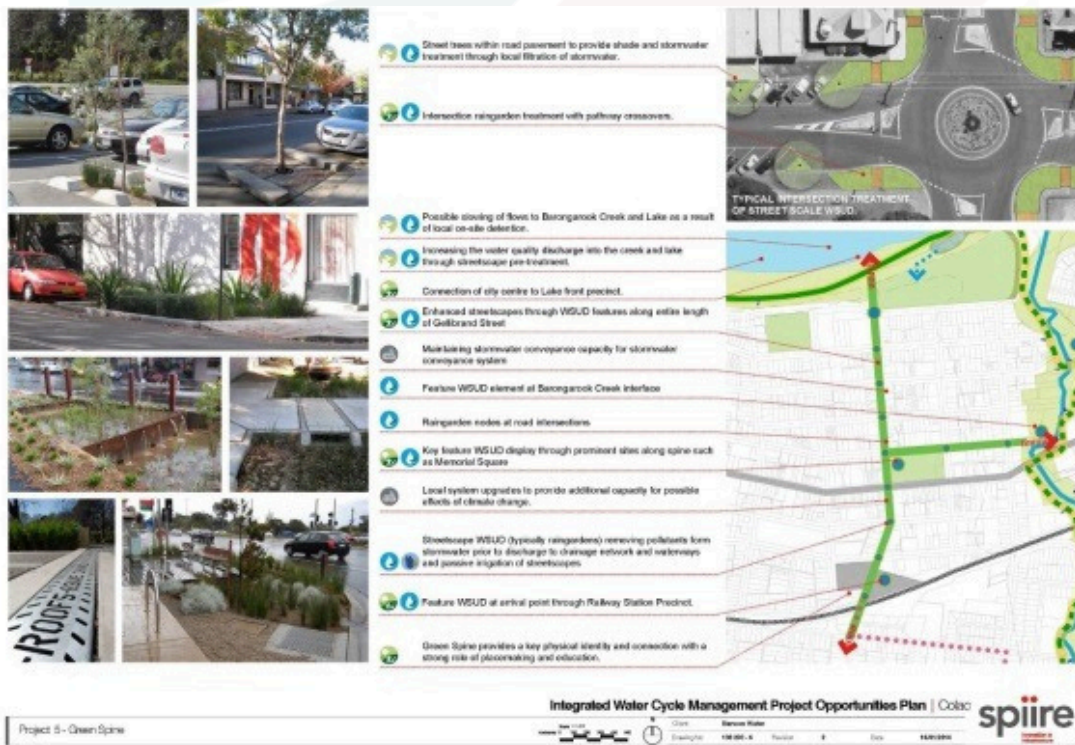 Street trees within road pavement to provide shade and stormwater
treatment through local filtration of stormwater.
Intersection raingarden treatment with pathway crossovers.
TYPICAL INTERSECTION TREATMENT
OF STREET SCALE WSUD.
Possible slowing of flows to Barongarook Creek and Lake as a result
of local on-site detention.
Increasing the water quality discharge into the creek and lake
through streetscape pre-treatment.
Connection of city centre to Lake front precinct.
Enhanced streetscapes through WSUD features along entire length
of Gellibrand Street
Maintaining stormwater conveyance capacity for stormwater
conveyance system
Feature WSUD element at Barongarook Creek interface
Raingarden nodes at road intersections
Key feature WSUD display through prominent sites along spine such
as Memorial Square
Local system upgrades to provide additional capacity for possible
effects of climate change.
Streetscape WSUD (typically raingardens) removing pollutants form
stormwater prior to discharge to drainage network and waterways
and passive irrigation of streetscapes
Feature WSUD at arrival point through Railway Station Precinct.
Green Spine provides a key physical identity and connection with a
strong role of placemaking and education.
ROOFS
Integrated Water Cycle Management Project Opportunities Plan | Colac
spiire
Project 5 - Green Spine
Client Barwon Water
Revision
Date